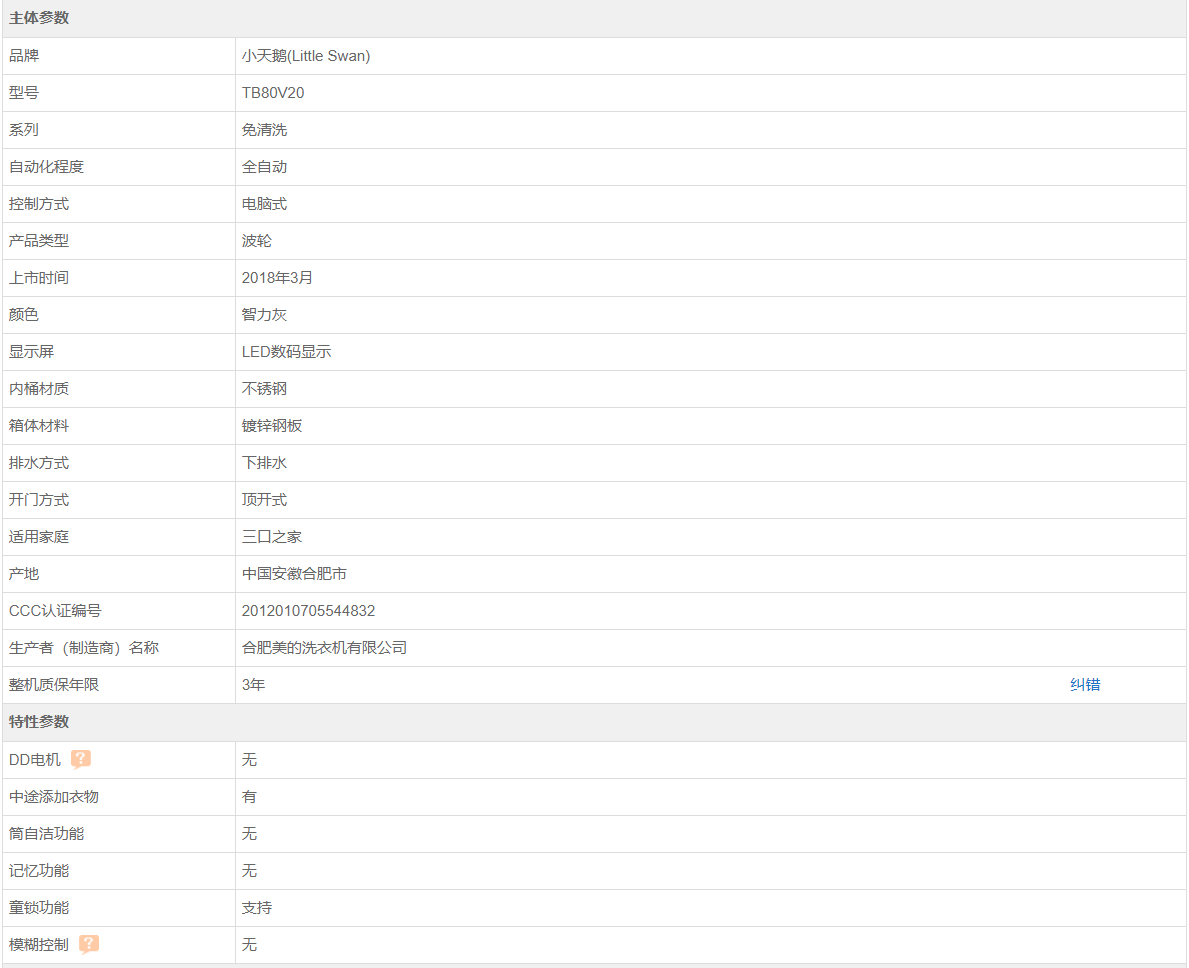 主体参数
品牌 小天鹅(Little Swan)
型号 TB80V20
系列 免清洗
自动化程度 全自动
控制方式 电脑式
产品类型 波轮
上市时间 2018年3月
颜色 智力灰
显示屏 LED数码显示
内桶材质 不锈钢
箱体材料 镀锌钢板
排水方式 下排水
开门方式 顶开式
适用家庭 三口之家
产地 中国安徽合肥市
CCC认证编号 2012010705544832
生产者（制造商）名称 合肥美的洗衣机有限公司
整机质保年限 3年 纠错
特性参数
DD电机 ? 无
中途添加衣物 有
筒自洁功能 无
记忆功能 无
童锁功能 支持
模糊控制 ? 无